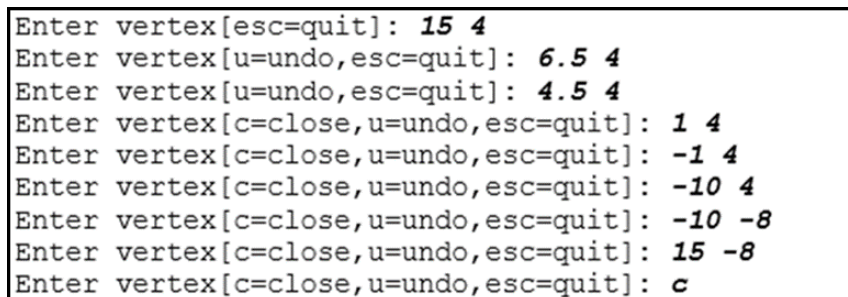 Enter vertex[esc=quit]: 15 4
Enter vertex[u=undo,esc=quit]: 6.5 4
Enter vertex[u=undo,esc=quit]: 4.5 4
Enter vertex[c=close,u=undo,esc=quit]: 1 4
Enter vertex[c=close,u=undo,esc=quit]: -1 4
Enter vertex[c=close,u=undo,esc=quit]: -10 4
Enter vertex[c=close,u=undo,esc=quit]: -10 -8
Enter vertex[c=close,u=undo,esc=quit]: 15 -8
Enter vertex[c=close,u=undo,esc=quit]: c